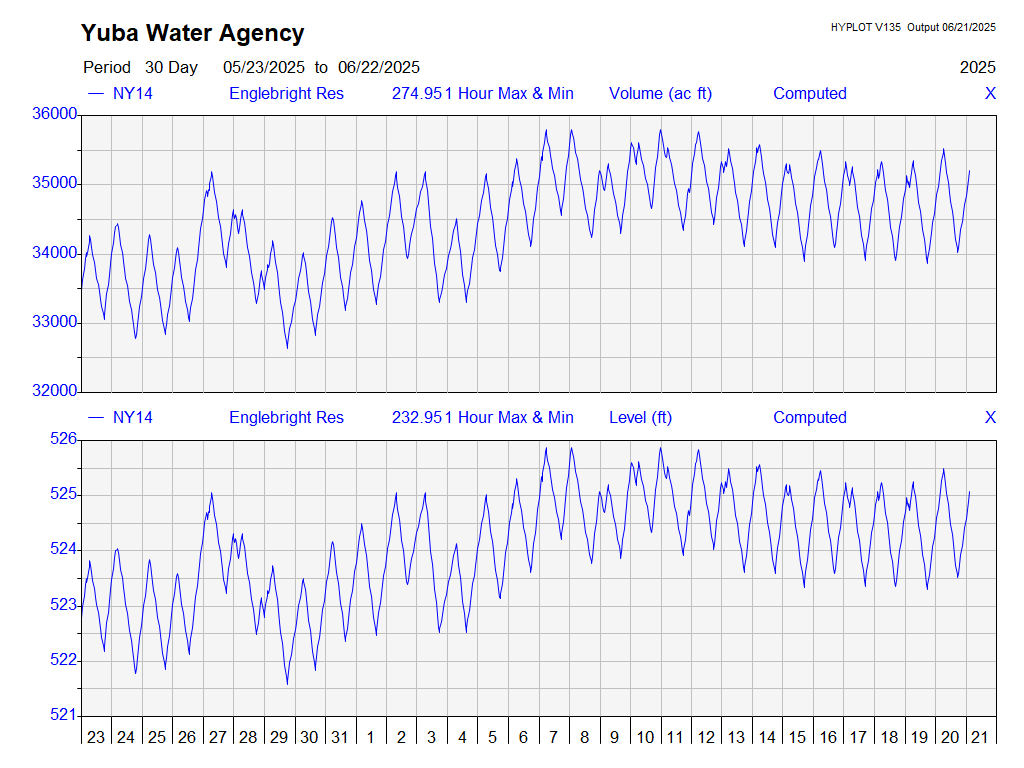 Yuba Water Agency
HYPLOT V135 Output 06/21/2025
Period 30 Day 05/23/2025 to 06/22/2025 2025
NY14 Englebright Res 274.951 Hour Max & Min Volume (ac ft) Computed X
36000
35000
34000
33000
32000
NY14 Englebright Res 232.951 Hour Max & Min Level (ft) Computed X
526
525
524
523
522
521
23 24 25 26 27 28 29 30 31 1 2 3 4 5 6 7 8 9 10 11 12 13 14 15 16 17 18 19 20 21